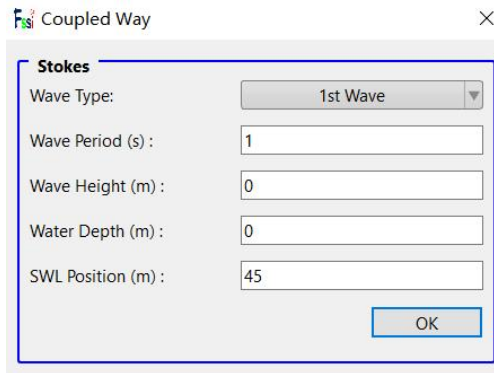 Fssi Coupled Way
Stokes
Wave Type: 1st Wave
Wave Period (s) : 1
Wave Height (m) : 0
Water Depth (m) : 0
SWL Position (m) : 45
OK